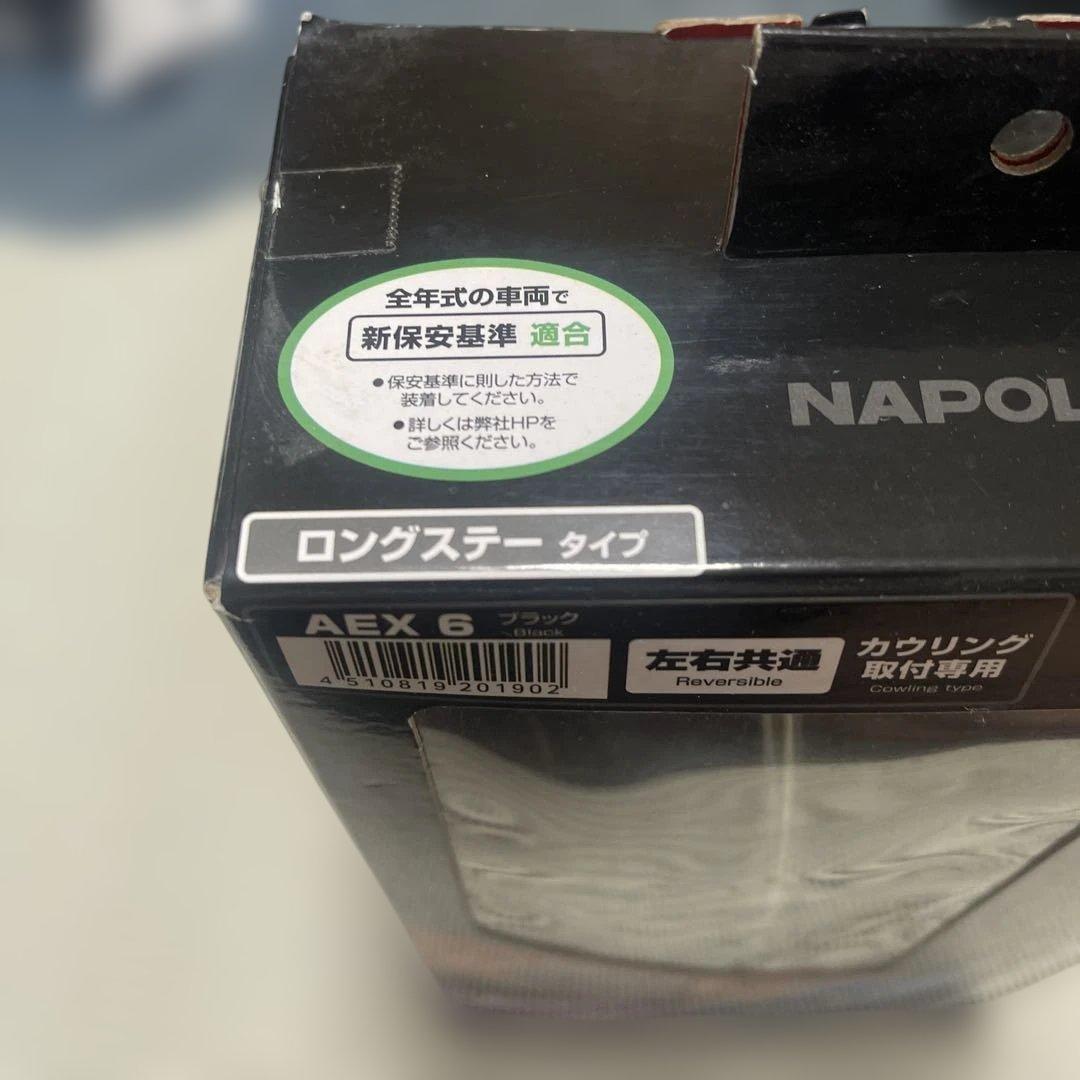 全年式の車両で
新保安基準 適合
●保安基準に則した方法で
装着してください。
●詳しくは弊社HPを
ご参照ください。
NAPOL
ロングステー タイプ
AEX 6 ブラック
Black
4 510819 201902
左右共通
Reversible
カウリング
取付専用
Cowling type